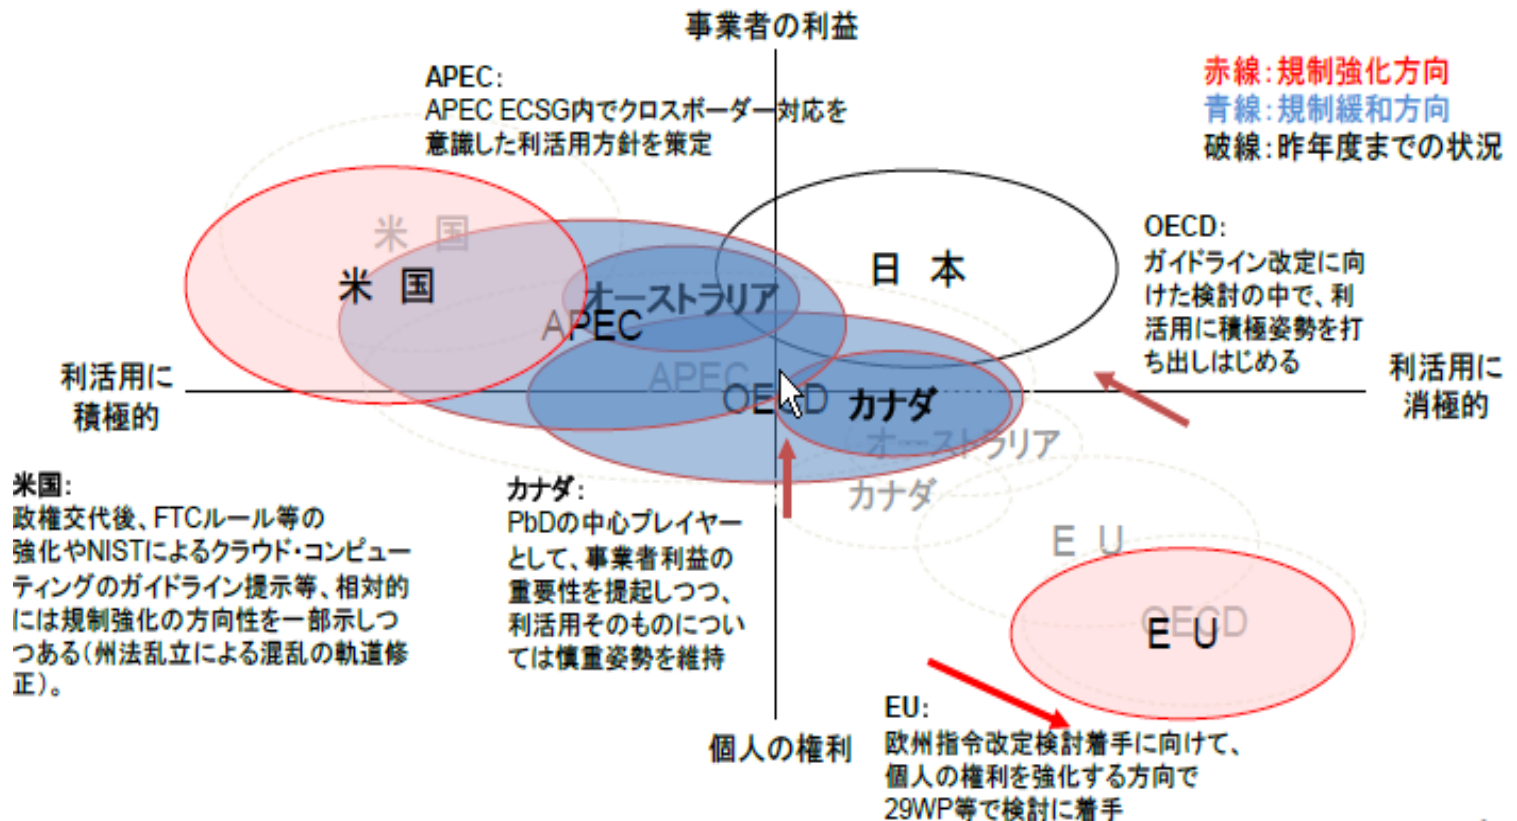 事業者の利益
APEC：
APEC ECSG内でクロスボーダー対応を
意識した利活用方針を策定
赤線：規制強化方向
青線：規制緩和方向
破線：昨年度までの状況
米 国
米 国
オーストラリア
APEC
日 本
OECD：
ガイドライン改定に向
けた検討の中で、利
活用に積極姿勢を打
ち出しはじめる
利活用に
積極的
APEC
OECD
カナダ
利活用に
消極的
オーストラリア
カナダ
EU
OECD
EU
米国：
政権交代後、FTCルール等の
強化やNISTによるクラウド・コンピュー
ティングのガイドライン提示等、相対的
には規制強化の方向性を一部示しつ
つある（州法乱立による混乱の軌道修
正）。
カナダ：
PbDの中心プレイヤー
として、事業者利益の
重要性を提起しつつ、
利活用そのものについ
ては慎重姿勢を維持
個人の権利
EU：
欧州指令改定検討着手に向けて、
個人の権利を強化する方向で
29WP等で検討に着手